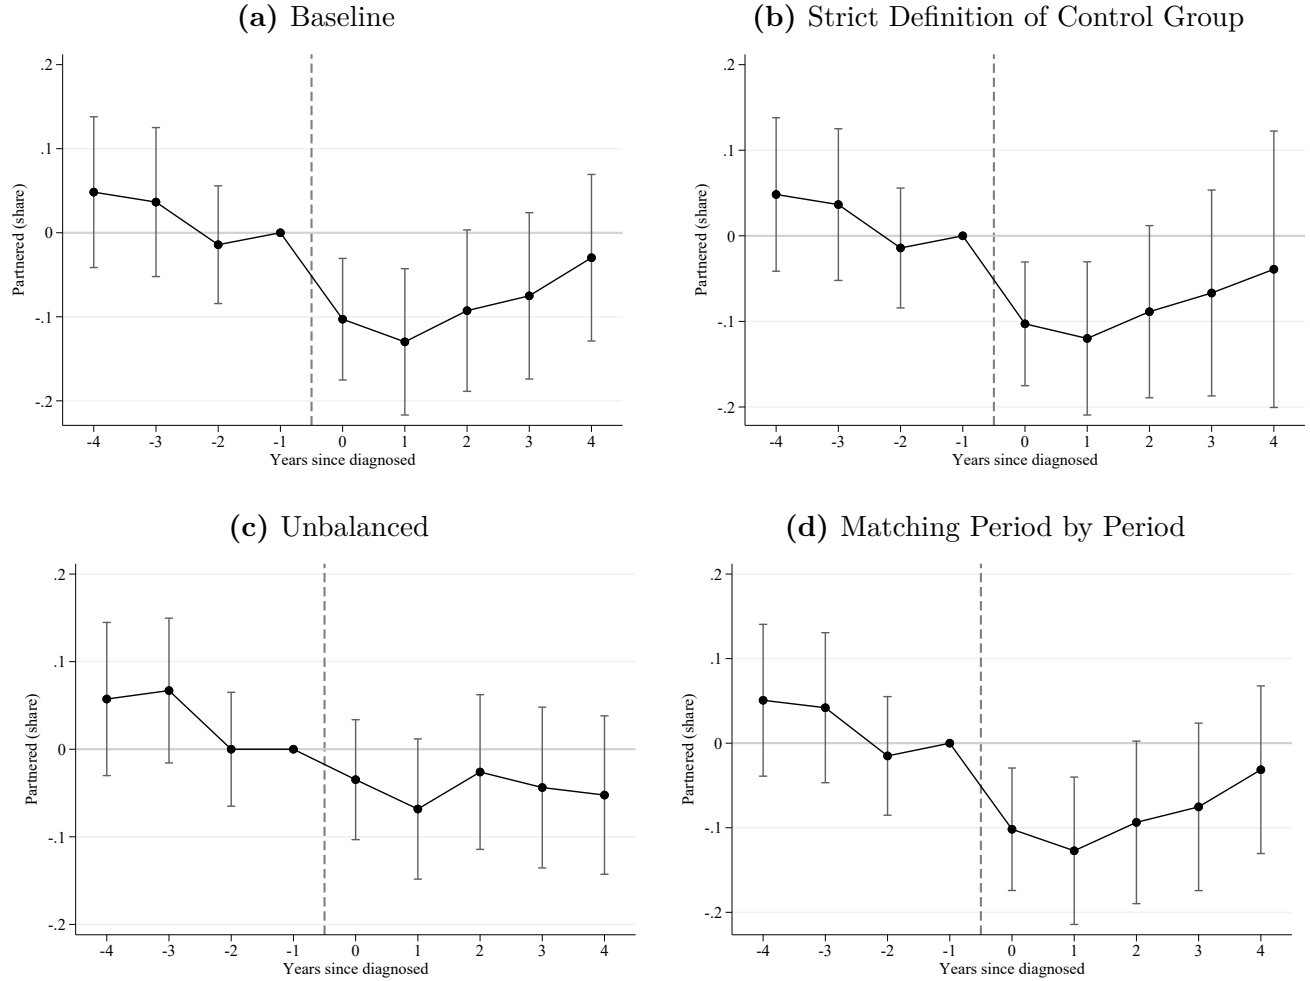 (a) Baseline
.2
.1
0
-.1
-.2
Partnered (share)
-4 -3 -2 -1 0 1 2 3 4
Years since diagnosed
(b) Strict Definition of Control Group
.2
.1
0
-.1
-.2
Partnered (share)
-4 -3 -2 -1 0 1 2 3 4
Years since diagnosed
(c) Unbalanced
.2
.1
0
-.1
-.2
Partnered (share)
-4 -3 -2 -1 0 1 2 3 4
Years since diagnosed
(d) Matching Period by Period
.2
.1
0
-.1
-.2
Partnered (share)
-4 -3 -2 -1 0 1 2 3 4
Years since diagnosed